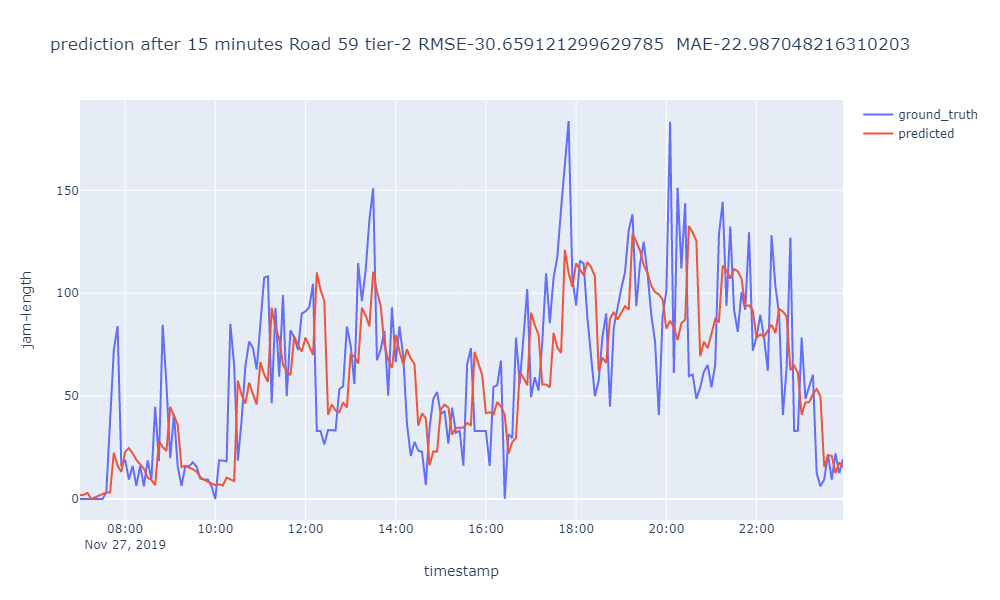 prediction after 15 minutes Road 59 tier-2 RMSE-30.659121299629785  MAE-22.987048216310203
ground_truth
predicted
150
100
50
0
jam-length
08:00 10:00 12:00 14:00 16:00 18:00 20:00 22:00
Nov 27, 2019
timestamp